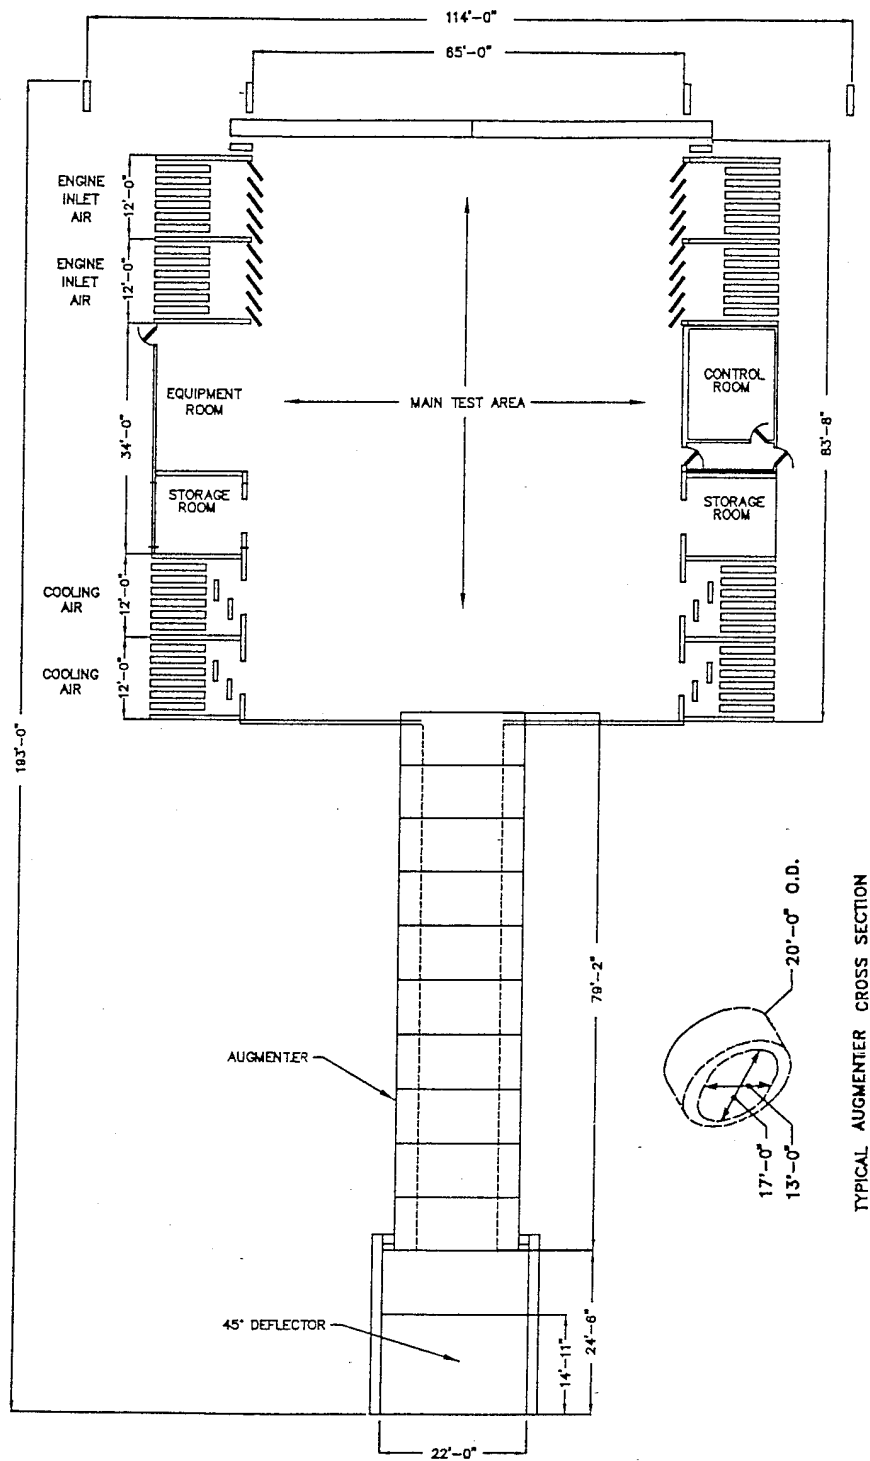 114'-0"
65'-0"
ENGINE
INLET
AIR
12'-0"
ENGINE
INLET
AIR
12'-0"
EQUIPMENT
ROOM
34'-0"
STORAGE
ROOM
MAIN TEST AREA
CONTROL
ROOM
83'-8"
STORAGE
ROOM
COOLING
AIR
12'-0"
COOLING
AIR
12'-0"
193'-0"
79'-2"
AUGMENTER
20'-0" O.D.
17'-0"
13'-0"
TYPICAL AUGMENTER CROSS SECTION
45° DEFLECTOR
14'-11"
24'-6"
22'-0"